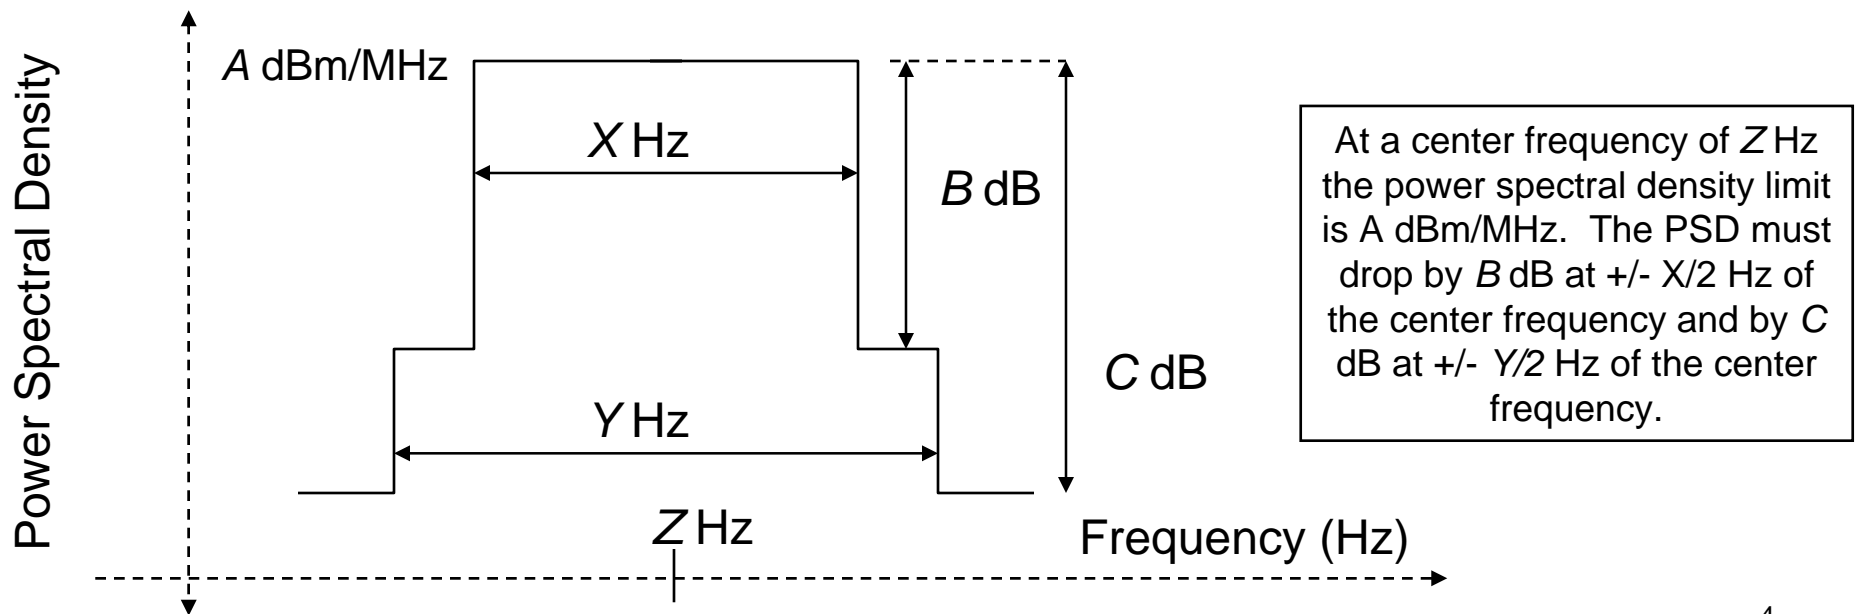 Power Spectral Density
A dBm/MHz
X Hz
B dB
C dB
Y Hz
Z Hz
Frequency (Hz)
At a center frequency of Z Hz
the power spectral density limit
is A dBm/MHz. The PSD must
drop by B dB at +/- X/2 Hz of
the center frequency and by C
dB at +/- Y/2 Hz of the center
frequency.